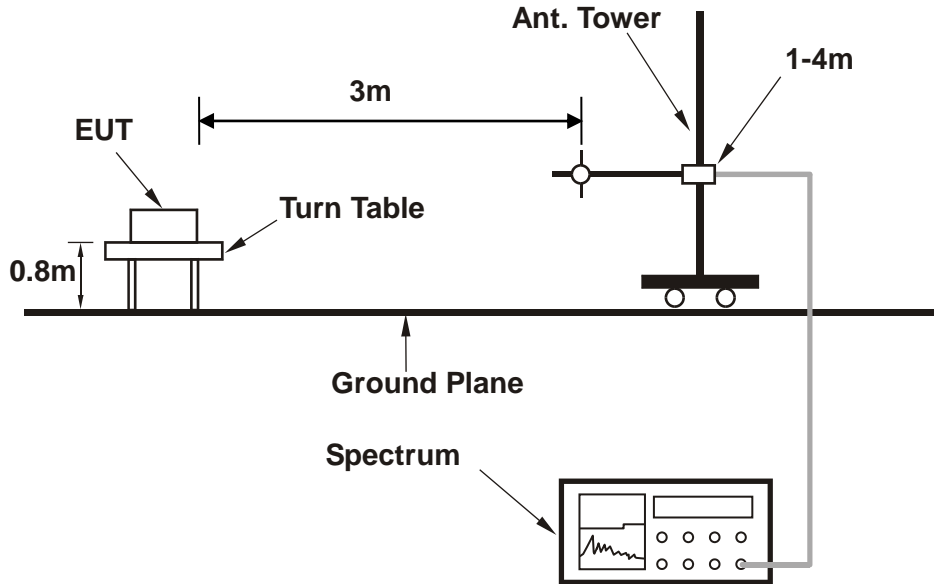 Ant. Tower
1-4m
3m
EUT
Turn Table
0.8m
Ground Plane
Spectrum